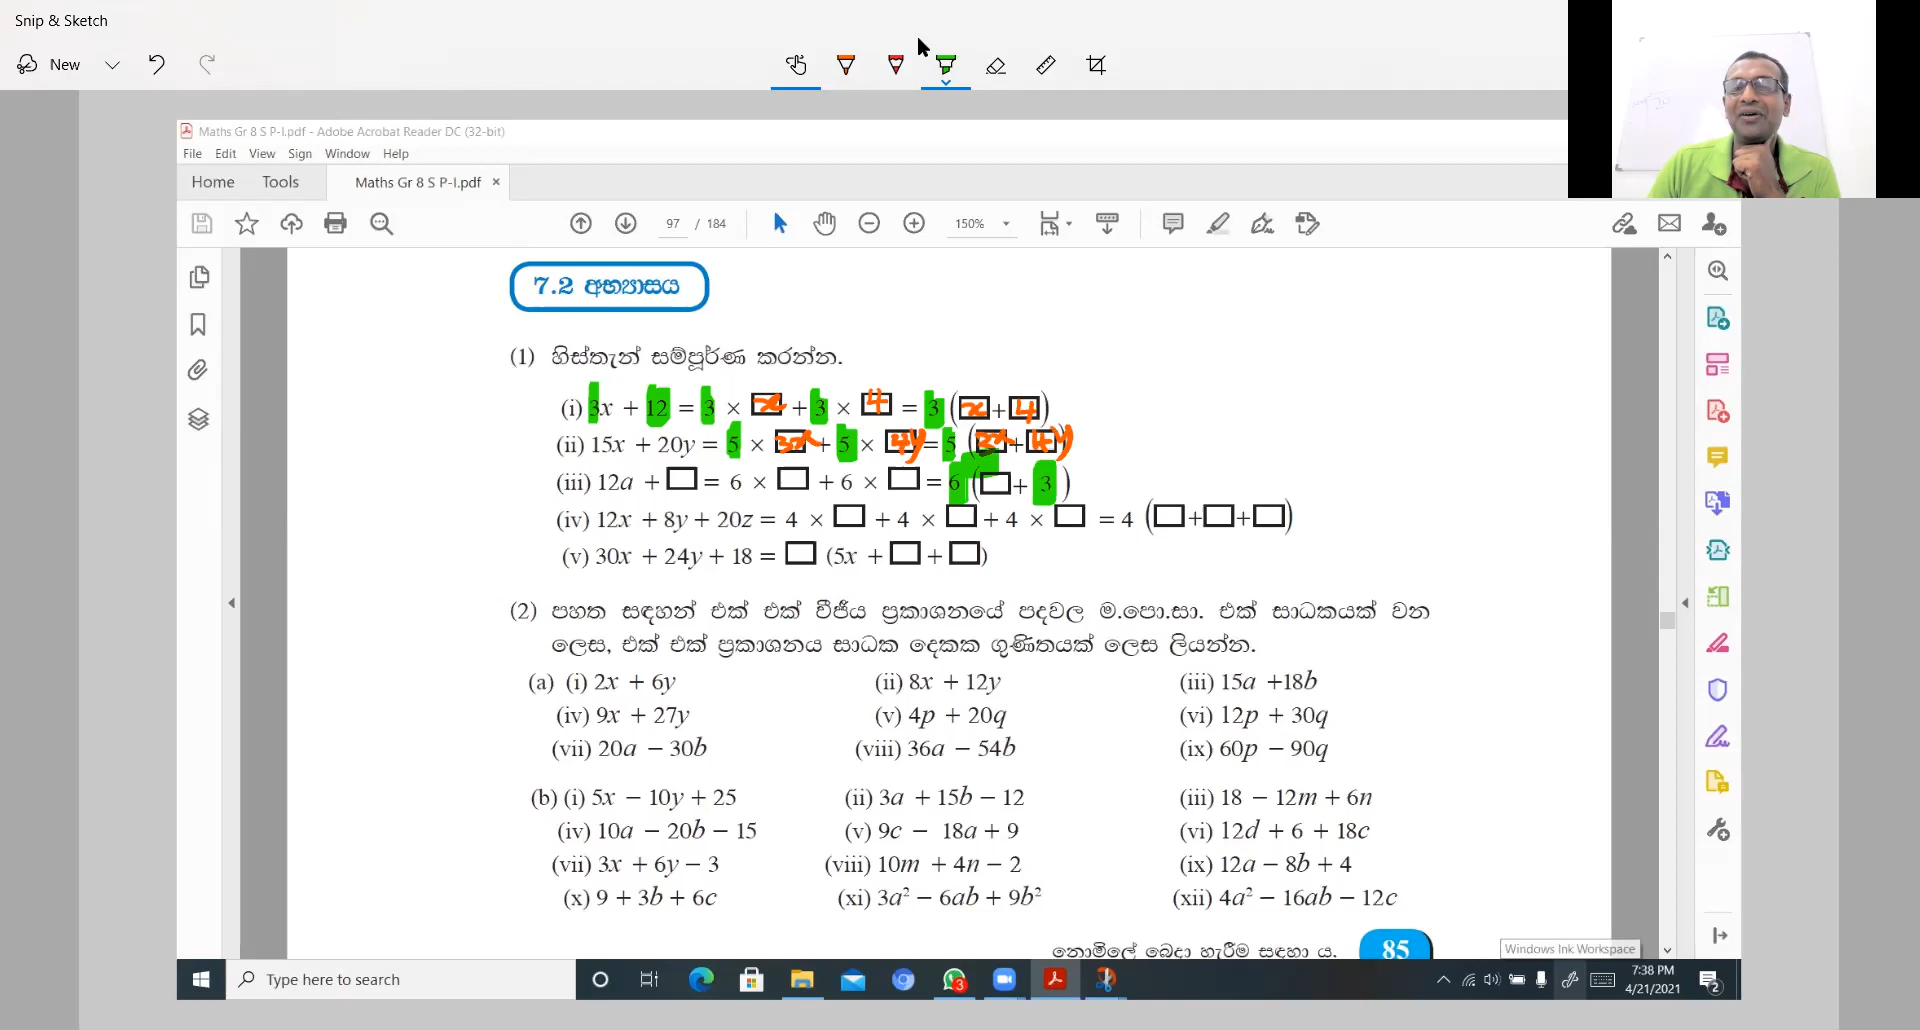 Snip & Sketch
New
Maths Gr 8 S P-I.pdf - Adobe Acrobat Reader DC (32-bit)
File Edit View Sign Window Help
Home Tools Maths Gr 8 S P-I.pdf ×
97 / 184 150%
7.2 අභ්‍යාසය
(1) හිස්තැන් සම්පූර්ණ කරන්න.
(i) 3x + 12 = 3 × x + 3 × 4 = 3 (x + 4)
(ii) 15x + 20y = 5 × 3x + 5 × 4y = 5 (3x + 4y)
(iii) 12a + □ = 6 × □ + 6 × □ = 6 (□ + 3)
(iv) 12x + 8y + 20z = 4 × □ + 4 × □ + 4 × □ = 4 (□+□+□)
(v) 30x + 24y + 18 = □ (5x + □ + □)
(2) පහත සඳහන් එක් එක් වීජීය ප්‍රකාශනයේ පදවල ම.පො.සා. එක් සාධකයක් වන
ලෙස, එක් එක් ප්‍රකාශනය සාධක දෙකක ගුණිතයක් ලෙස ලියන්න.
(a) (i) 2x + 6y (ii) 8x + 12y (iii) 15a +18b
(iv) 9x + 27y (v) 4p + 20q (vi) 12p + 30q
(vii) 20a − 30b (viii) 36a − 54b (ix) 60p − 90q
(b) (i) 5x − 10y + 25 (ii) 3a + 15b − 12 (iii) 18 − 12m + 6n
(iv) 10a − 20b − 15 (v) 9c − 18a + 9 (vi) 12d + 6 + 18c
(vii) 3x + 6y − 3 (viii) 10m + 4n − 2 (ix) 12a − 8b + 4
(x) 9 + 3b + 6c (xi) 3a² − 6ab + 9b² (xii) 4a² − 16ab − 12c
නොමිලේ බෙදා හැරීම සඳහා ය. 85
Windows Ink Workspace
Type here to search
3
7:38 PM
4/21/2021
2